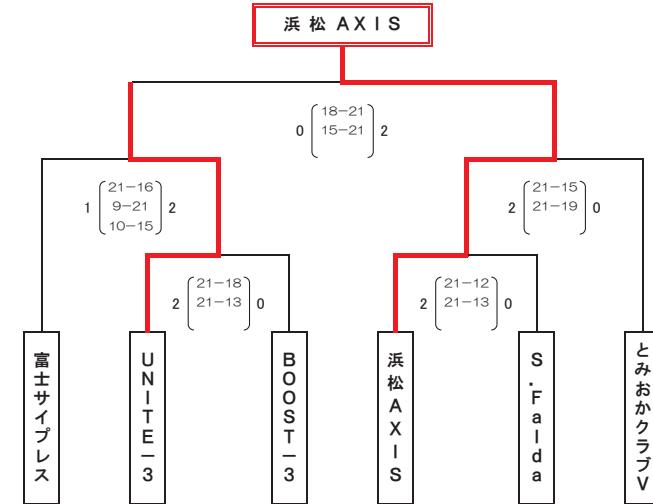 浜松AXIS
0 18-21 2
15-21
1 21-16 2
9-21
10-15
2 21-15 0
21-19
2 21-18 0
21-13
2 21-12 0
21-13
富士サイプレス
UNITE-3
BOOST-3
浜松AXIS
S.Falda
とみおかクラブV